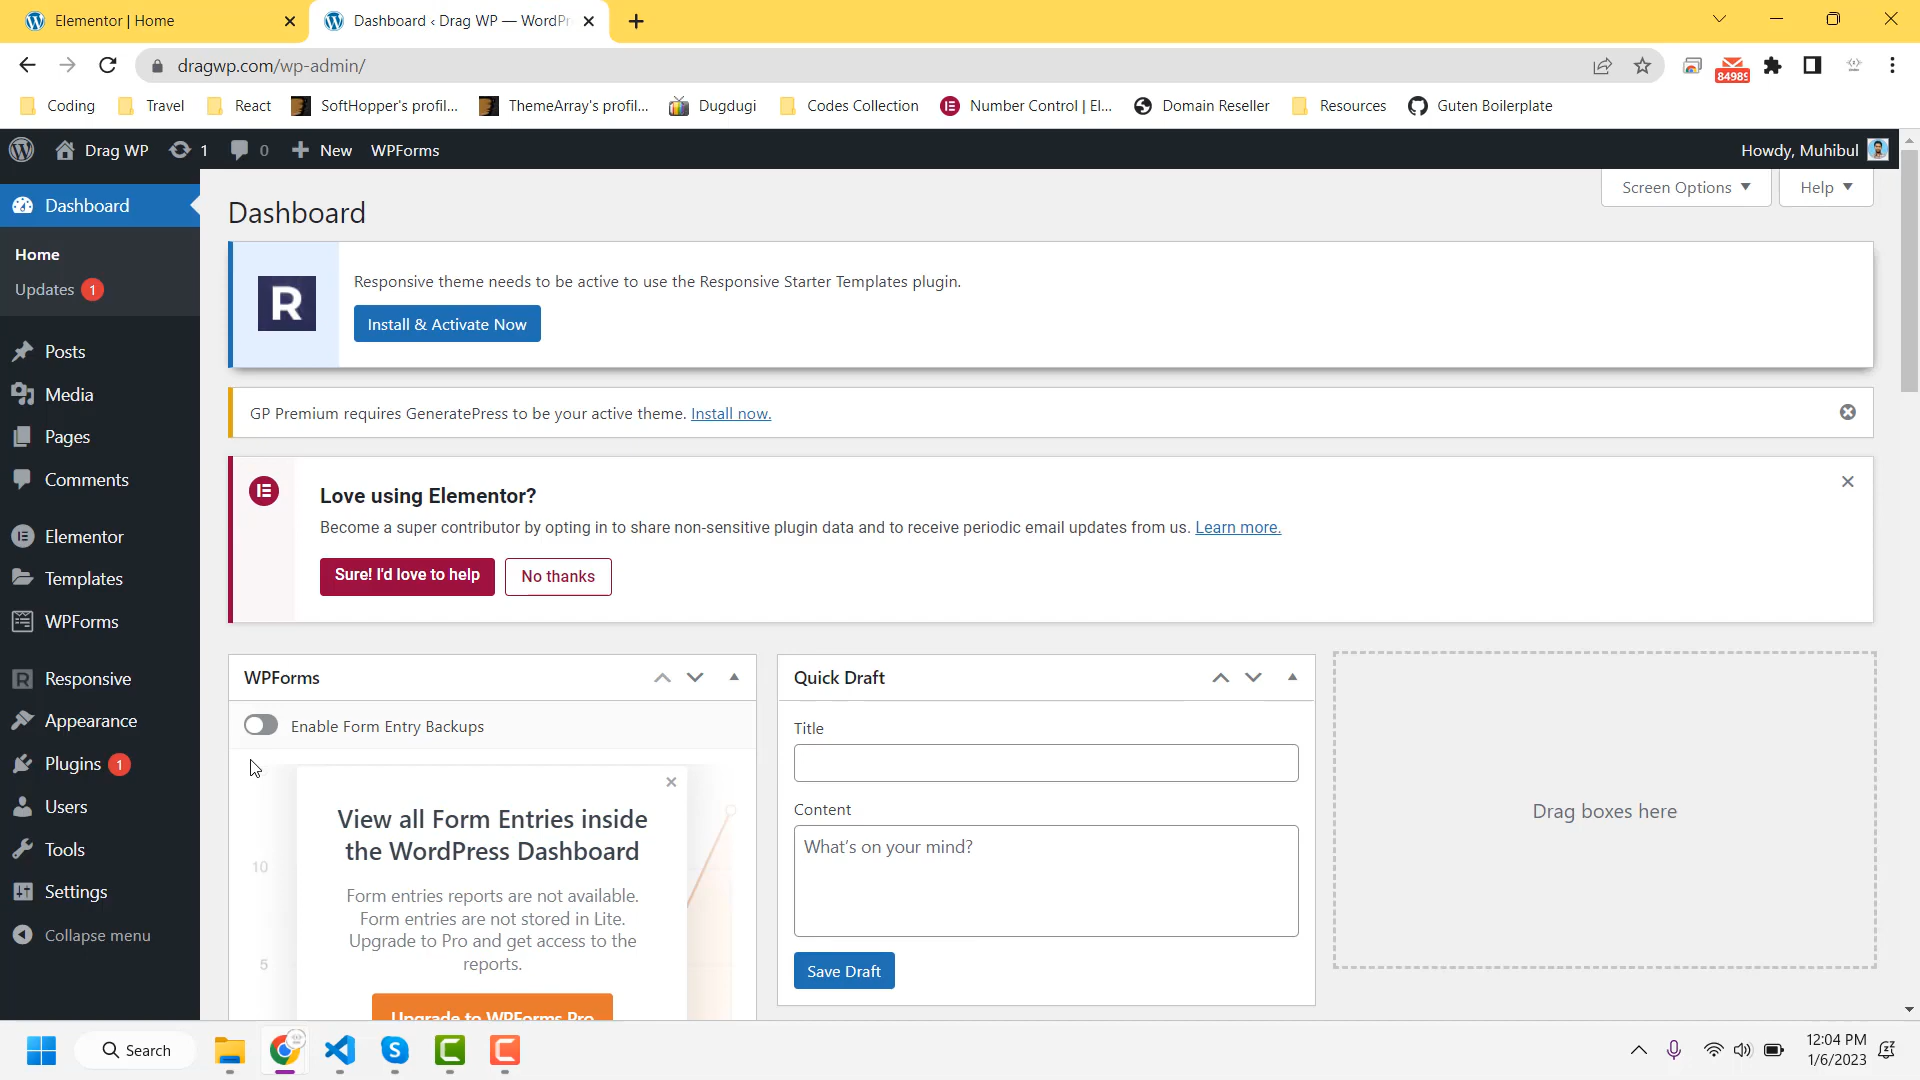 Elementor | Home
Dashboard ‹ Drag WP — WordPr
dragwp.com/wp-admin/
84985
Coding
Travel
React
SoftHopper's profil...
ThemeArray's profil...
Dugdugi
Codes Collection
Number Control | El...
Domain Reseller
Resources
Guten Boilerplate
Drag WP
1
0
New
WPForms
Howdy, Muhibul
Dashboard
Home
Updates 1
Posts
Media
Pages
Comments
Elementor
Templates
WPForms
Responsive
Appearance
Plugins 1
Users
Tools
Settings
Collapse menu
Screen Options
Help
Dashboard
R
Responsive theme needs to be active to use the Responsive Starter Templates plugin.
Install & Activate Now
GP Premium requires GeneratePress to be your active theme. Install now.
Love using Elementor?
Become a super contributor by opting in to share non-sensitive plugin data and to receive periodic email updates from us. Learn more.
Sure! I'd love to help
No thanks
WPForms
Enable Form Entry Backups
View all Form Entries inside
the WordPress Dashboard
10
Form entries reports are not available.
Form entries are not stored in Lite.
Upgrade to Pro and get access to the
reports.
5
Upgrade to WPForms Pro
Quick Draft
Title
Content
What's on your mind?
Save Draft
Drag boxes here
Search
12:04 PM
1/6/2023